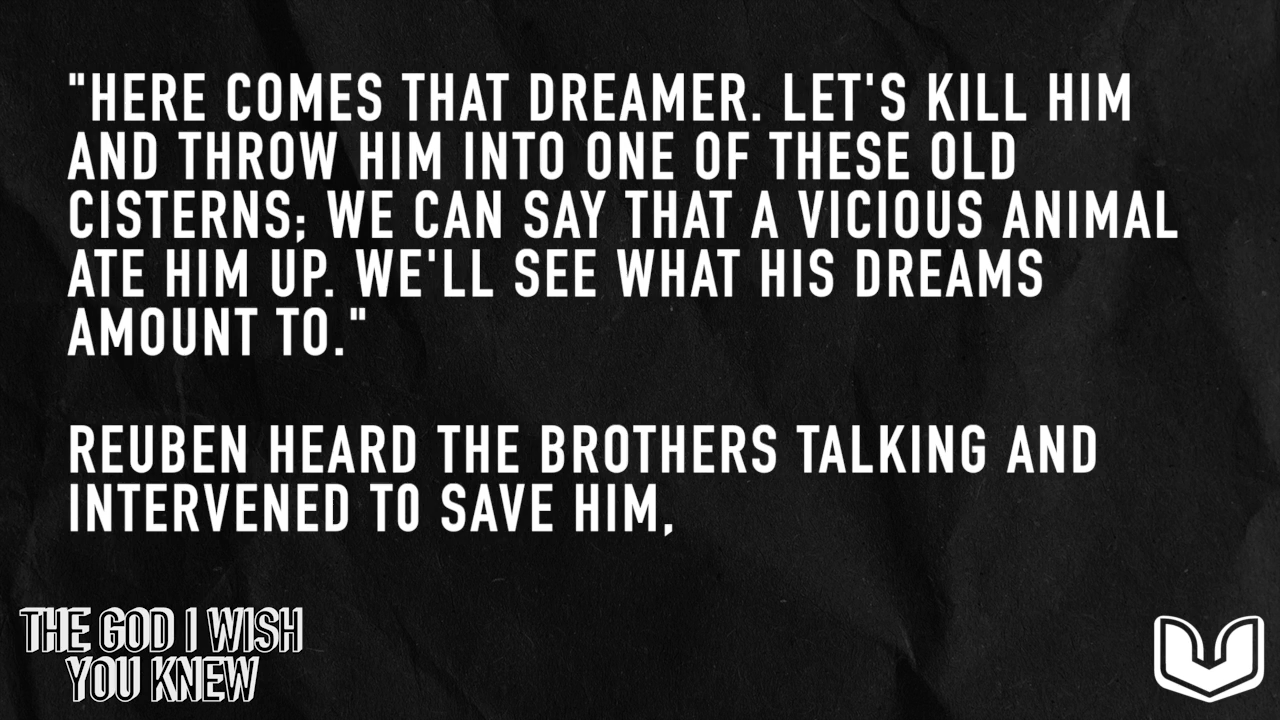 "HERE COMES THAT DREAMER. LET'S KILL HIM
AND THROW HIM INTO ONE OF THESE OLD
CISTERNS; WE CAN SAY THAT A VICIOUS ANIMAL
ATE HIM UP. WE'LL SEE WHAT HIS DREAMS
AMOUNT TO."
REUBEN HEARD THE BROTHERS TALKING AND
INTERVENED TO SAVE HIM,
THE GOD I WISH
YOU KNEW